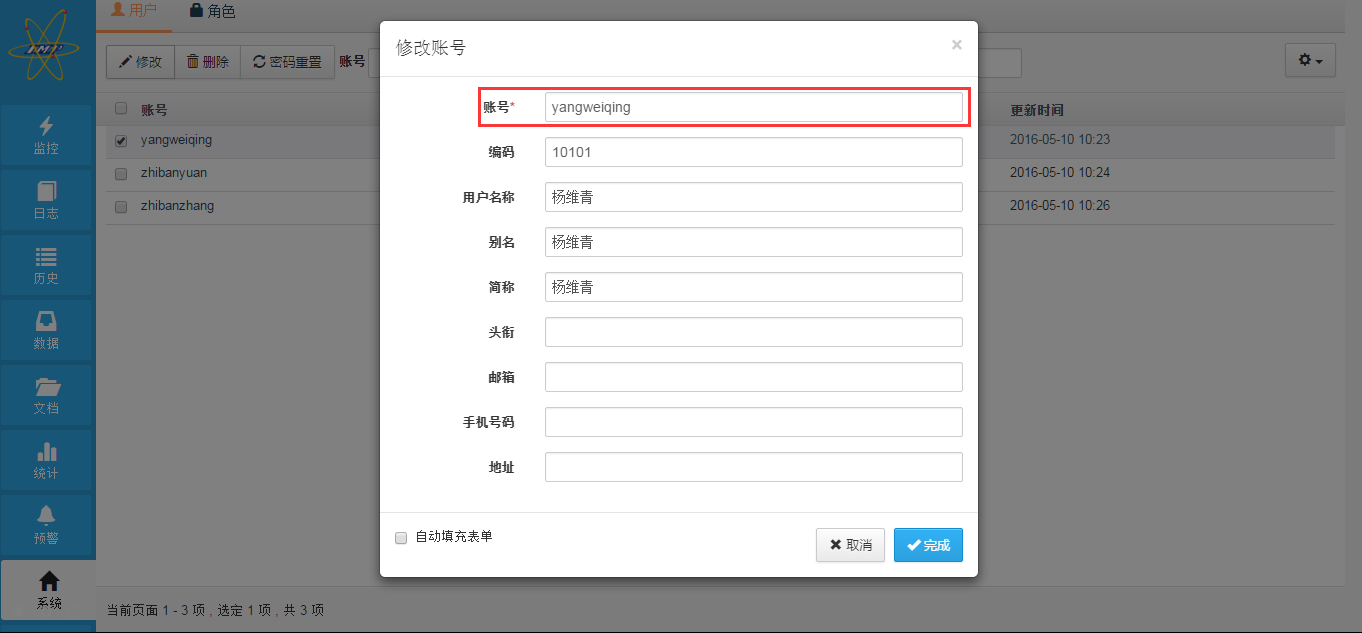 用户
角色
修改
删除
密码重置
账号
账号
更新时间
yangweiqing
2016-05-10 10:23
zhibanyuan
2016-05-10 10:24
zhibanzhang
2016-05-10 10:26
当前页面 1 - 3 项 , 选定 1 项 , 共 3 项
IMP
监控
日志
历史
数据
文档
统计
预警
系统
修改账号
×
账号* yangweiqing
编码 10101
用户名称 杨维青
别名 杨维青
简称 杨维青
头衔
邮箱
手机号码
地址
自动填充表单
取消
完成